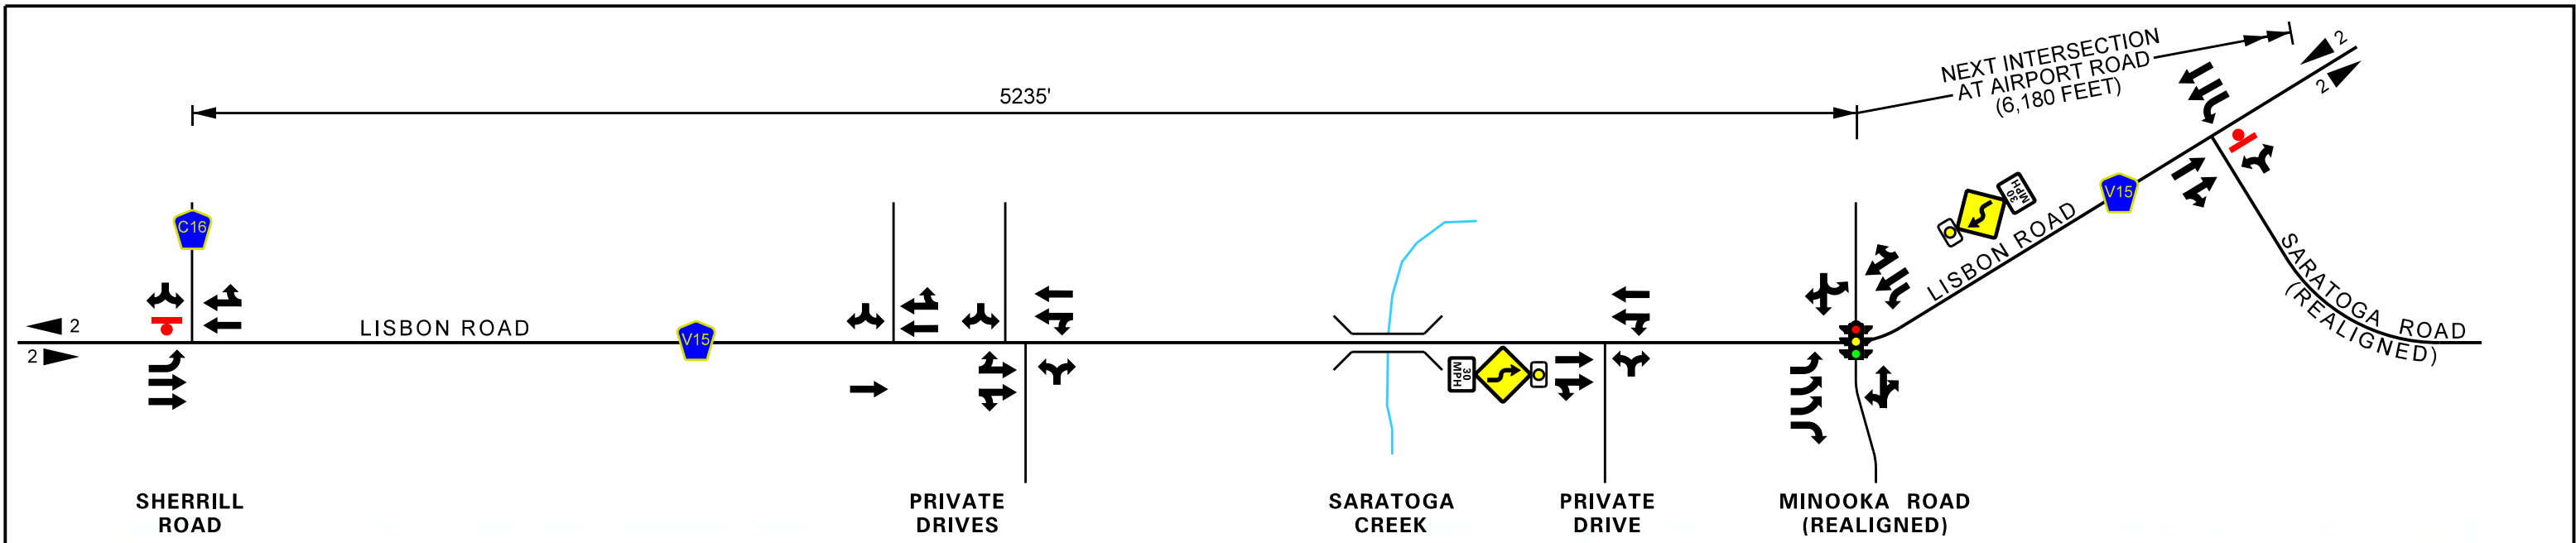 5235'
NEXT INTERSECTION
AT AIRPORT ROAD
(6,180 FEET)
2
2
C16
2
2
LISBON ROAD
V15
30
MPH
30
MPH
LISBON ROAD
V15
SARATOGA ROAD
(REALIGNED)
SHERRILL
ROAD
PRIVATE
DRIVES
SARATOGA
CREEK
PRIVATE
DRIVE
MINOOKA ROAD
(REALIGNED)